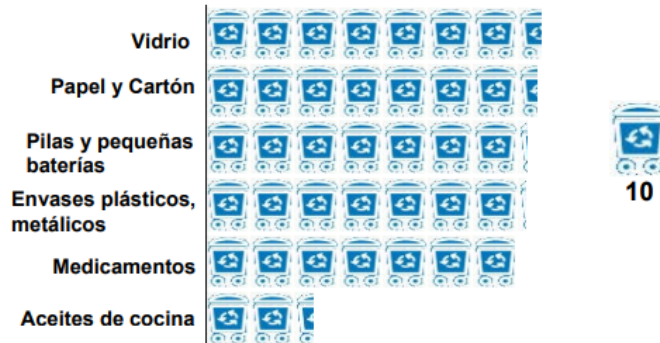 Vidrio
Papel y Cartón
Pilas y pequeñas
baterías
Envases plásticos,
metálicos
10
Medicamentos
Aceites de cocina